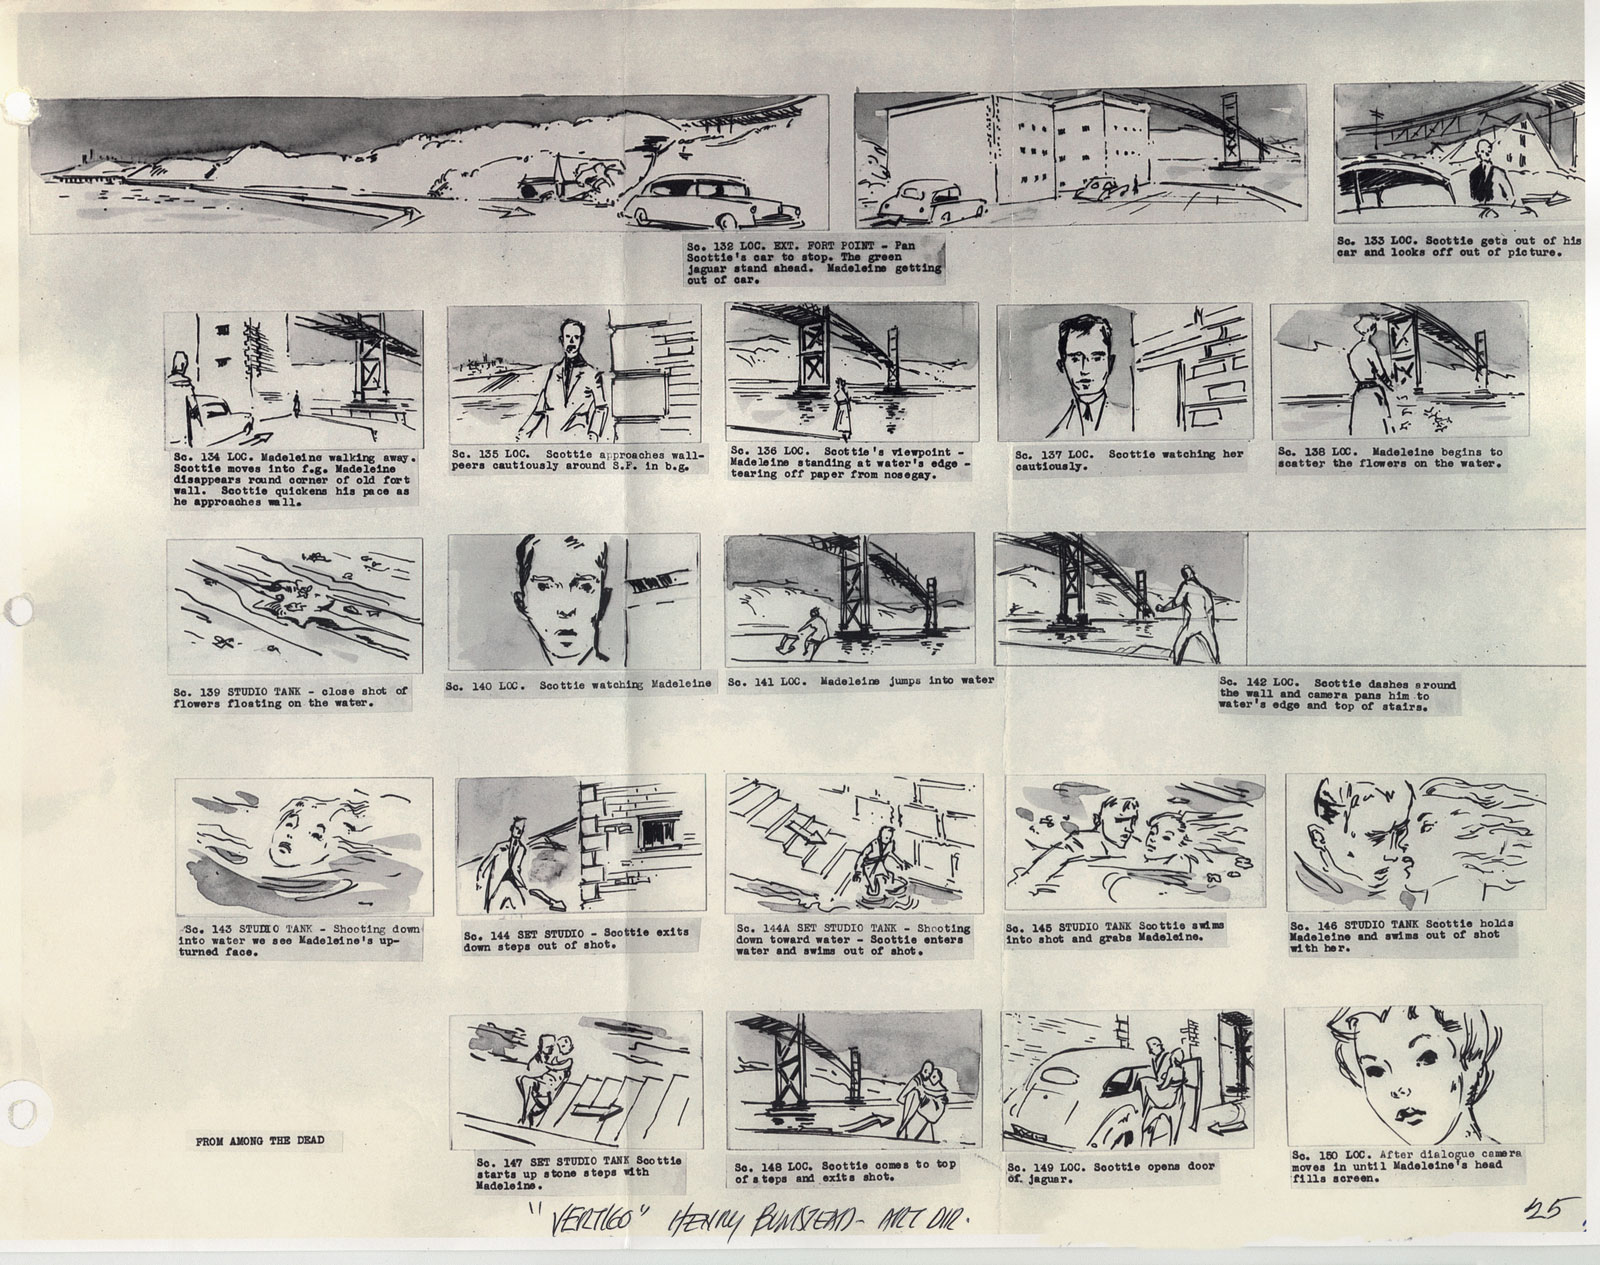 Sc. 132 LOC. EXT. FORT POINT - Pan
Scottie's car to stop. The green
jaguar stand ahead. Madeleine getting
out of car.
Sc. 133 LOC. Scottie gets out of his
car and looks off out of picture.
Sc. 134 LOC. Madeleine walking away.
Scottie moves into f.g. Madeleine
disappears round corner of old fort
wall. Scottie quickens his pace as
he approaches wall.
Sc. 135 LOC. Scottie approaches wall-
peers cautiously around S.F. in b.g.
Sc. 136 LOC. Scottie's viewpoint -
Madeleine standing at water's edge -
tearing off paper from nosegay.
Sc. 137 LOC. Scottie watching her
cautiously.
Sc. 138 LOC. Madeleine begins to
scatter the flowers on the water.
Sc. 139 STUDIO TANK - close shot of
flowers floating on the water.
Sc. 140 LOC. Scottie watching Madeleine
Sc. 141 LOC. Madeleine jumps into water
Sc. 142 LOC. Scottie dashes around
the wall and camera pans him to
water's edge and top of stairs.
Sc. 143 STUDIO TANK - Shooting down
into water we see Madeleine's up-
turned face.
Sc. 144 SET STUDIO - Scottie exits
down steps out of shot.
Sc. 144A SET STUDIO TANK - Shooting
down toward water - Scottie enters
water and swims out of shot.
Sc. 145 STUDIO TANK Scottie swims
into shot and grabs Madeleine.
Sc. 146 STUDIO TANK Scottie holds
Madeleine and swims out of shot
with her.
FROM AMONG THE DEAD
Sc. 147 SET STUDIO TANK Scottie
starts up stone steps with
Madeleine.
Sc. 148 LOC. Scottie comes to top
of steps and exits shot.
Sc. 149 LOC. Scottie opens door
of jaguar.
Sc. 150 LOC. After dialogue camera
moves in until Madeleine's head
fills screen.
"VERTIGO" HENRY BUMSTEAD - ART DIR.
25